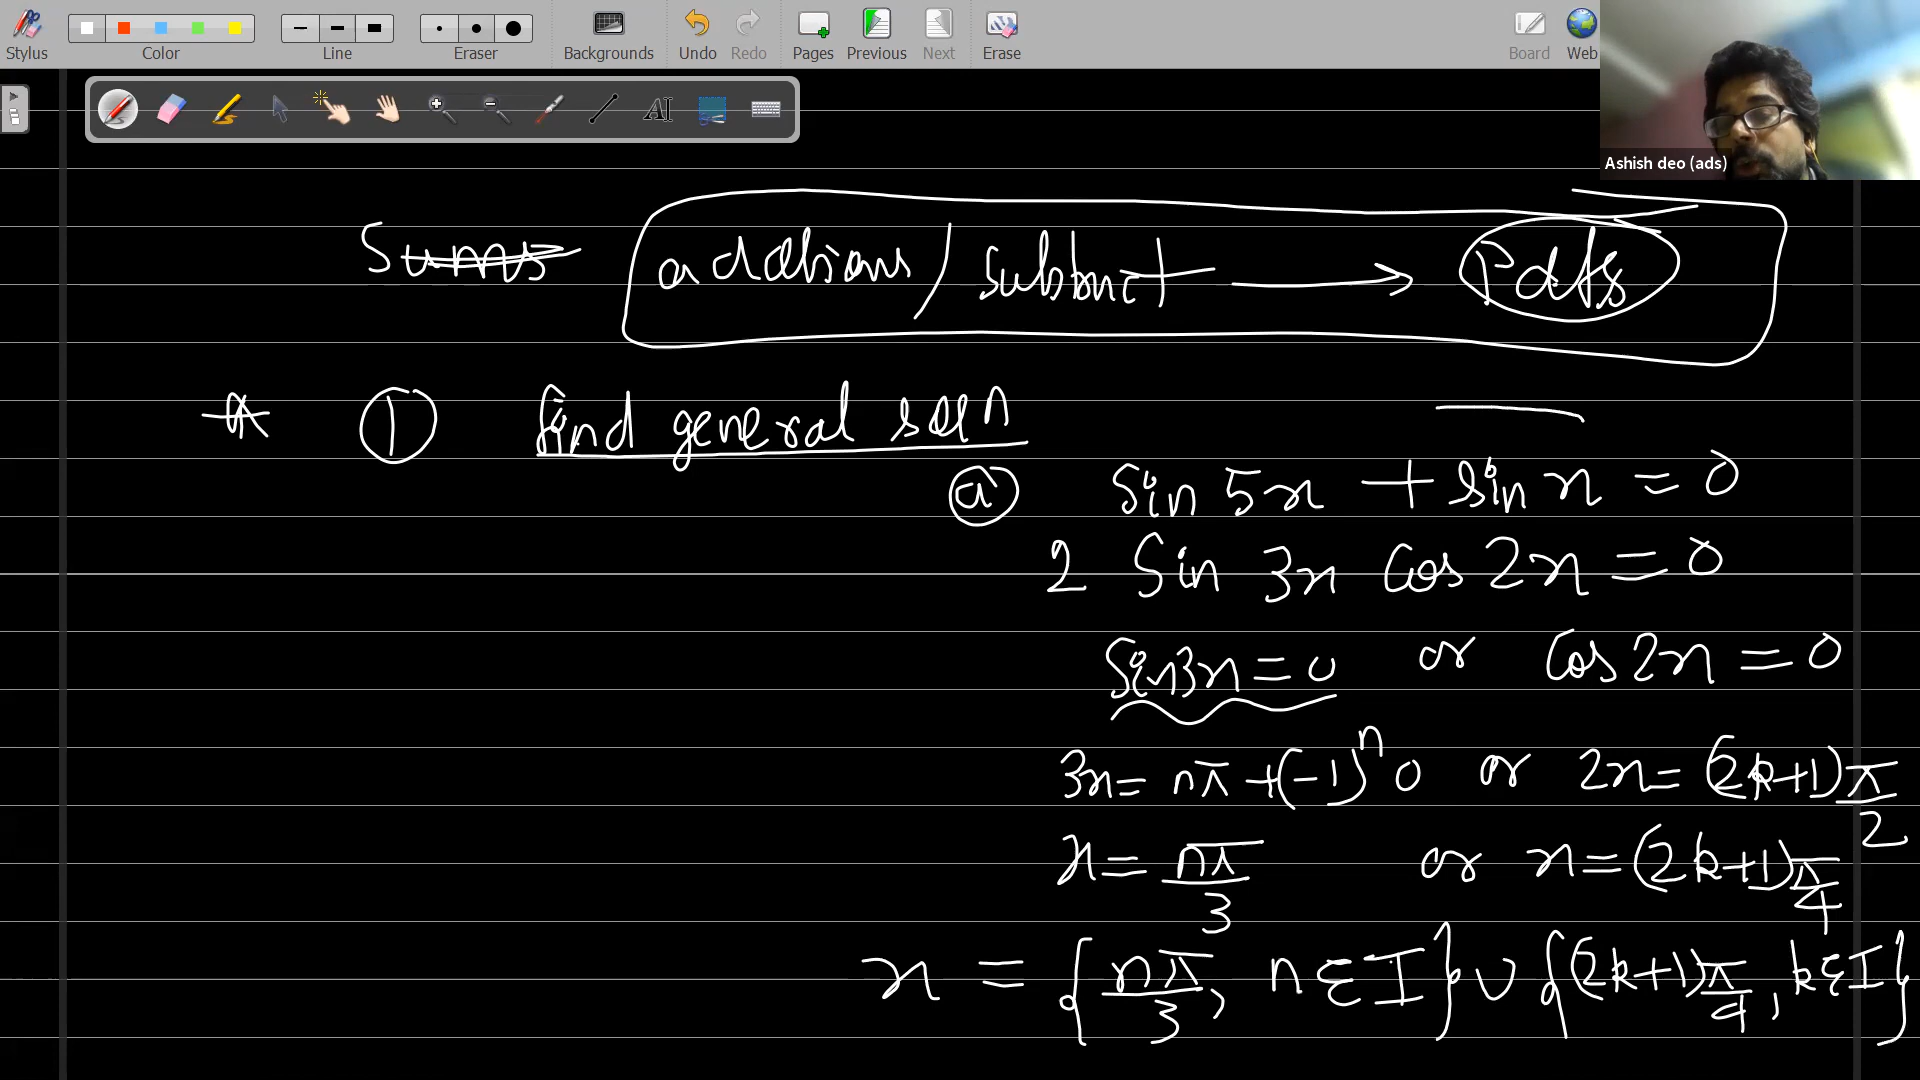 Stylus Color Line Eraser Backgrounds Undo Redo Pages Previous Next Erase Board Web
Ashish deo (ads)
Sums additions / subtract → Pdts
① find general solⁿ
ⓐ sin 5x + sin x = 0
2 Sin 3x Cos 2x = 0
Sin3x = 0 or Cos 2x = 0
3x = nπ + (-1)ⁿ 0 or 2x = (2k+1)π/2
x = nπ/3 or x = (2k+1)π/4
x = {nπ/3, n ∈ I} ∪ {(2k+1)π/4, k ∈ I}